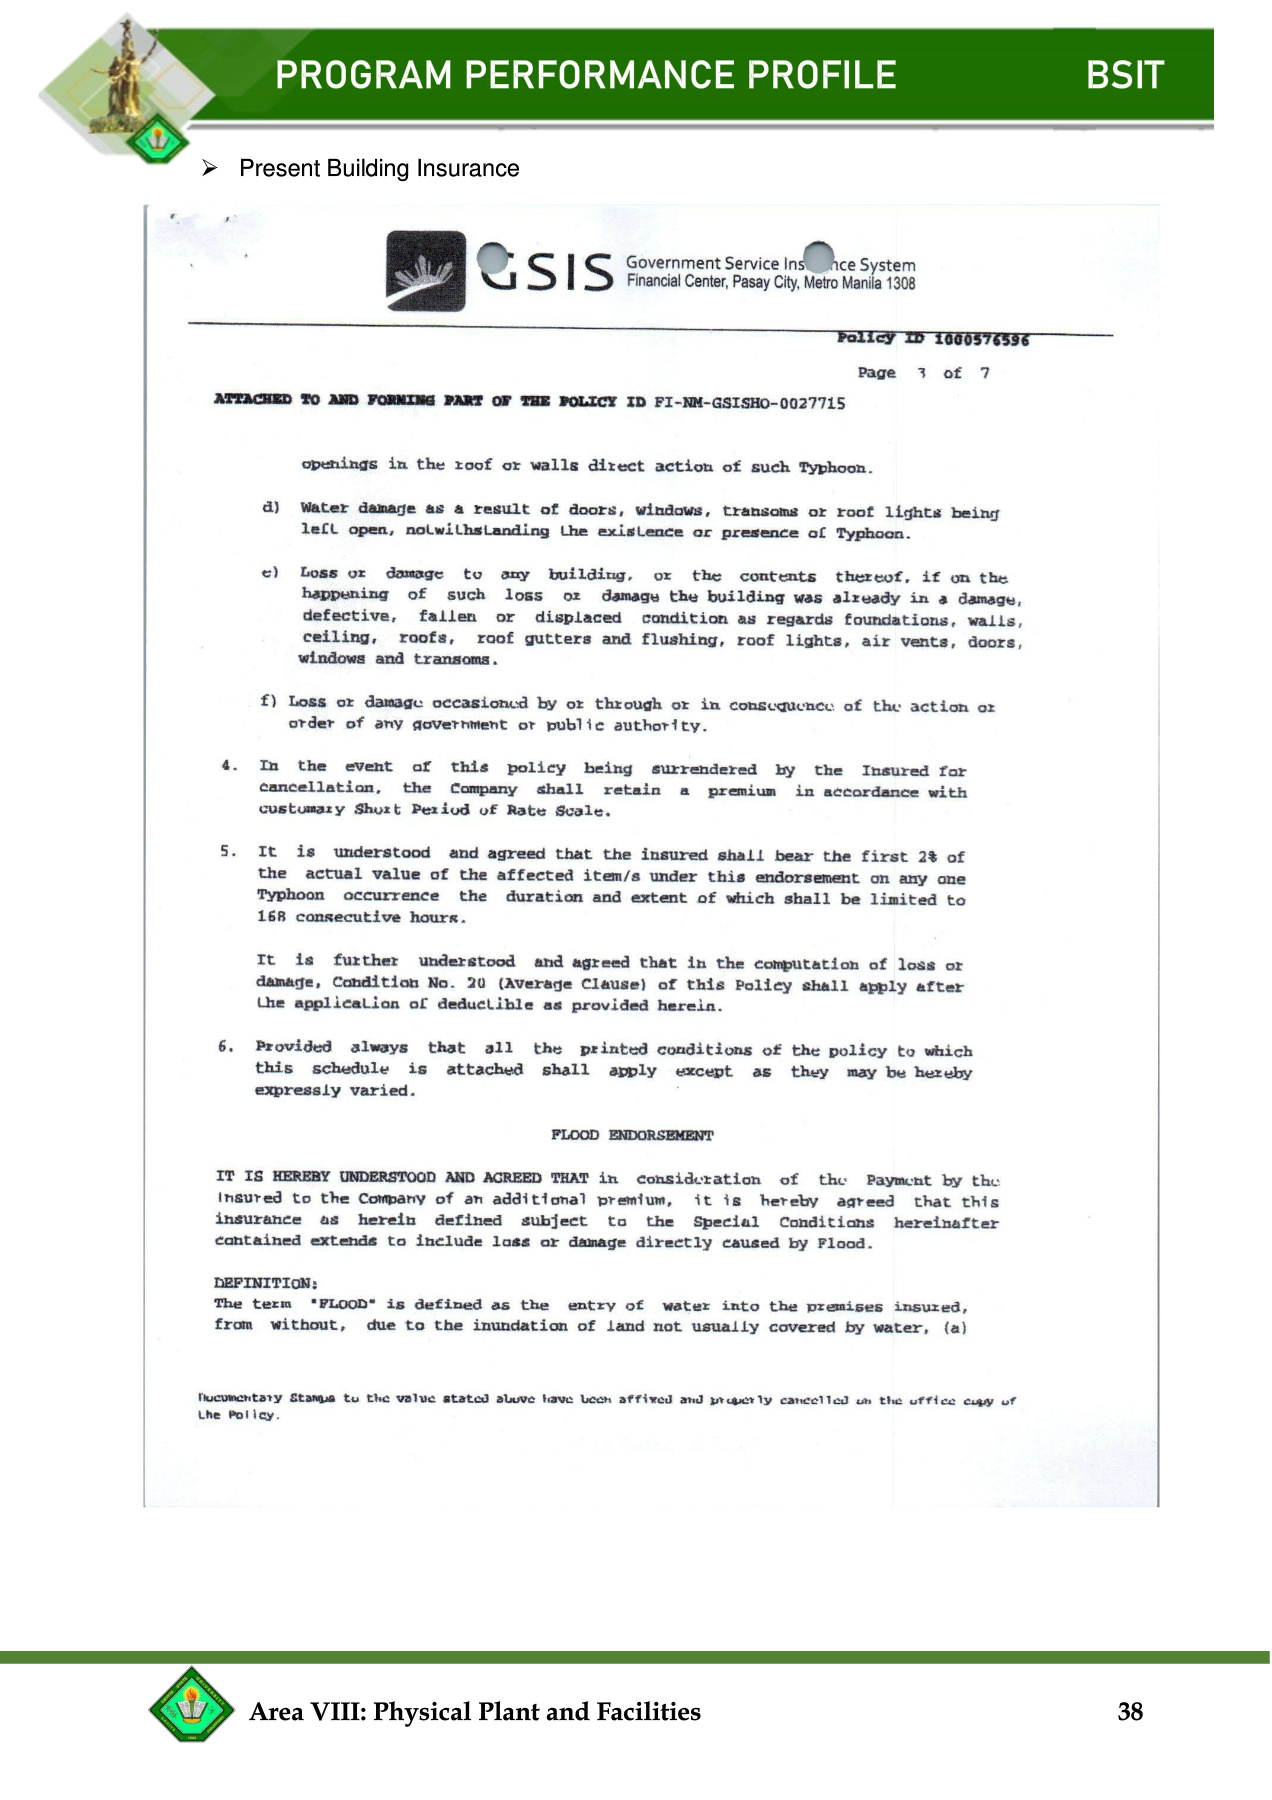 PROGRAM PERFORMANCE PROFILE BSIT
➢ Present Building Insurance
GSIS Government Service Ins nce System
Financial Center, Pasay City, Metro Manila 1308
Policy ID 1000576596
Page 3 of 7
ATTACHED TO AND FORMING PART OF THE POLICY ID FI-NM-GSISHO-0027715
openings in the roof or walls direct action of such Typhoon.
d) Water damage as a result of doors, windows, transoms or roof lights being
left open, notwithstanding the existence or presence of Typhoon.
e) Loss or damage to any building, or the contents thereof, if on the
happening of such loss or damage the building was already in a damage,
defective, fallen or displaced condition as regards foundations, walls,
ceiling, roofs, roof gutters and flushing, roof lights, air vents, doors,
windows and transoms.
f) Loss or damage occasioned by or through or in consequence of the action or
order of any government or public authority.
4. In the event of this policy being surrendered by the Insured for
cancellation, the Company shall retain a premium in accordance with
customary Short Period of Rate Scale.
5. It is understood and agreed that the insured shall bear the first 2% of
the actual value of the affected item/s under this endorsement on any one
Typhoon occurrence the duration and extent of which shall be limited to
168 consecutive hours.
It is further understood and agreed that in the computation of loss or
damage, Condition No. 20 (Average Clause) of this Policy shall apply after
the application of deductible as provided herein.
6. Provided always that all the printed conditions of the policy to which
this schedule is attached shall apply except as they may be hereby
expressly varied.
FLOOD ENDORSEMENT
IT IS HEREBY UNDERSTOOD AND AGREED THAT in consideration of the Payment by the
Insured to the Company of an additional premium, it is hereby agreed that this
insurance as herein defined subject to the Special Conditions hereinafter
contained extends to include loss or damage directly caused by Flood.
DEFINITION:
The term "FLOOD" is defined as the entry of water into the premises insured,
from without, due to the inundation of land not usually covered by water, (a)
Documentary Stamps to the value stated above have been affixed and properly cancelled on the office copy of
the Policy.
Area VIII: Physical Plant and Facilities 38